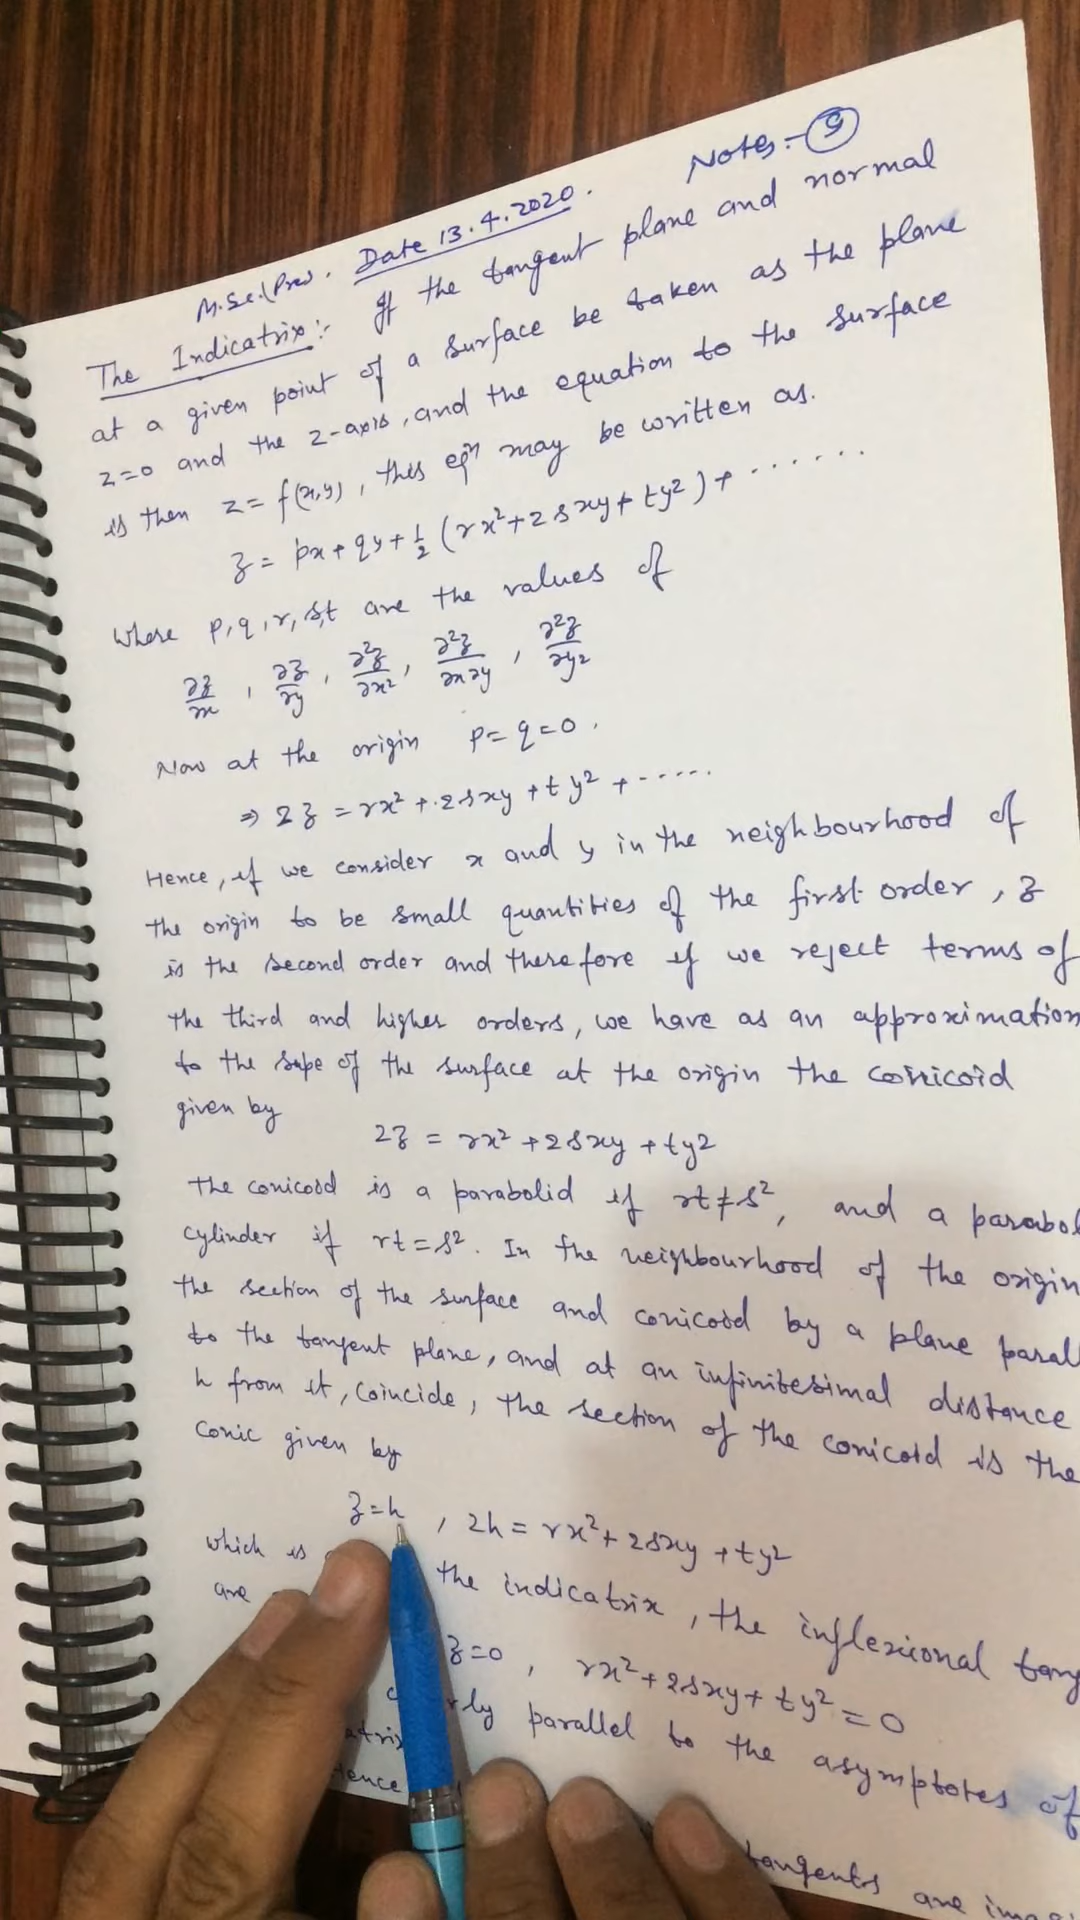 Notes:- 9
M.Sc.(Prev. Date 13.4.2020.
The Indicatrix:- If the tangent plane and normal
at a given point of a surface be taken as the plane
z=0 and the z-axis, and the equation to the surface
is then z = f(x,y), this eqn may be written as.
z = px + qy + 1/2 (rx² + 2sxy + ty²) + .......
where p,q,r,s,t are the values of
∂z/∂x, ∂z/∂y, ∂²z/∂x², ∂²z/∂x∂y, ∂²z/∂y²
Now at the origin p = q = 0.
⇒ 2z = rx² + 2sxy + ty² + .....
Hence, if we consider x and y in the neighbourhood of
the origin to be small quantities of the first order, z
is the second order and therefore if we reject terms of
the third and higher orders, we have as an approximation
to the sape of the surface at the origin the conicoid
given by
2z = rx² + 2sxy + ty²
the conicoid is a parabolid if rt ≠ s², and a parabol
cylinder if rt = s². In the neighbourhood of the origin
the section of the surface and conicoid by a plane parall
to the tangent plane, and at an infinitesimal distance
h from it, coincide, the section of the conicoid is the
conic given by
z = h, 2h = rx² + 2sxy + ty²
which is the indicatrix, the inflexional tang
are
z = 0, rx² + 2sxy + ty² = 0
rly parallel to the asymptotes of
atrix
Hence
tangents are imagi